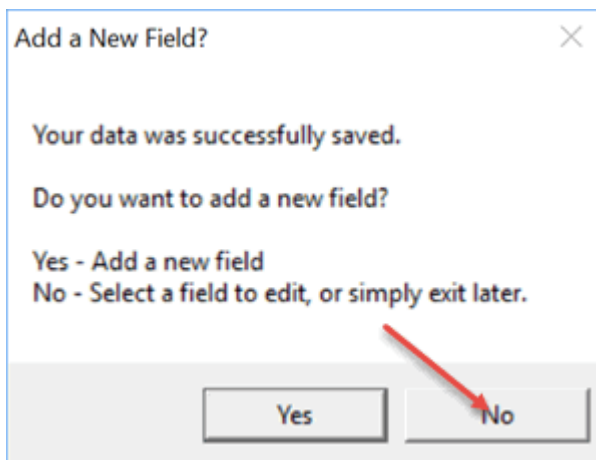 Add a New Field?
Your data was successfully saved.
Do you want to add a new field?
Yes - Add a new field
No - Select a field to edit, or simply exit later.
Yes
No